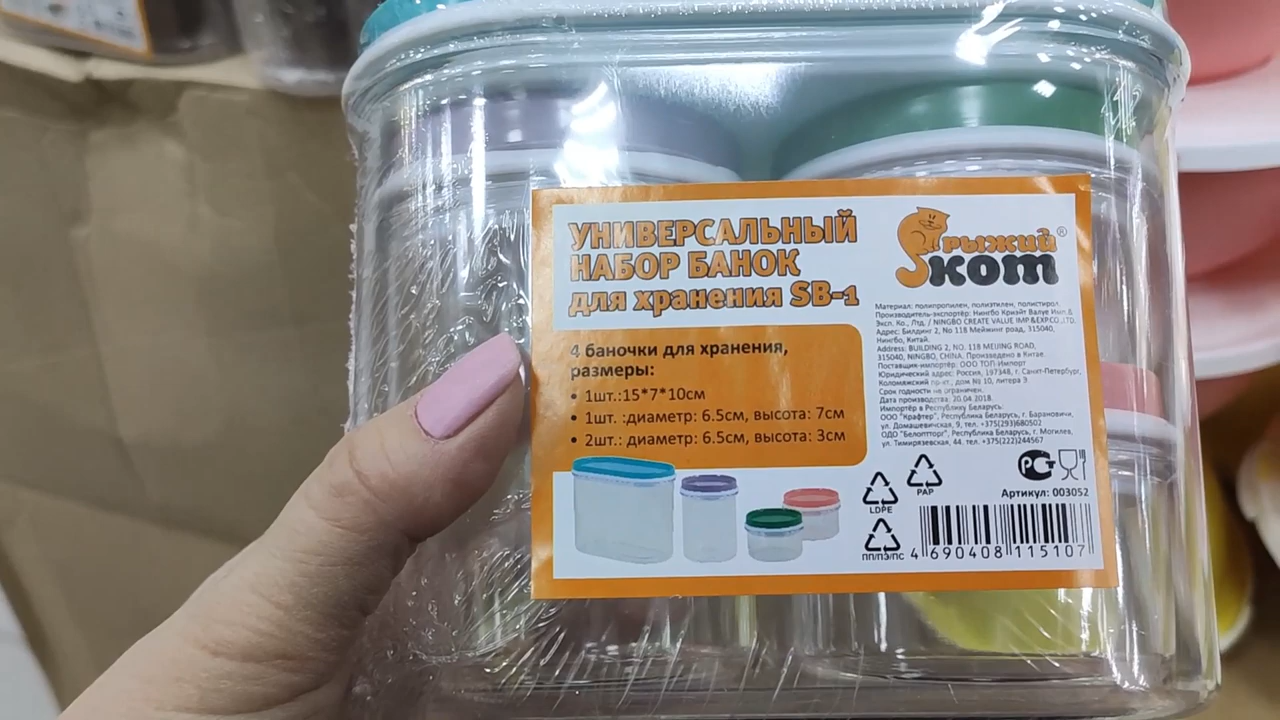 УНИВЕРСАЛЬНЫЙ
НАБОР БАНОК
для хранения SB-1
РЫЖИЙ
КОТ®
4 баночки для хранения,
размеры:
• 1шт.:15*7*10см
• 1шт. :диаметр: 6.5см, высота: 7см
• 2шт.: диаметр: 6.5см, высота: 3см
Материал: полипропилен, полиэтилен, полистирол.
Производитель-экспортёр: Нингбо Криэйт Валуе Имп.&
Эксп. Ко., Лтд. / NINGBO CREATE VALUE IMP.&EXP.CO.,LTD.
Адрес: Билдинг 2, No 118 Мейжинг роад, 315040,
Нингбо, Китай.
Address: BUILDING 2, NO. 118 MEIJING ROAD,
315040, NINGBO, CHINA. Произведено в Китае.
Поставщик-импортёр: ООО ТОП-Импорт
Юридический адрес: Россия, 197348, г. Санкт-Петербург,
Коломяжский пр-кт., дом № 10, литера Э.
Срок годности не ограничен.
Дата производства: 20.04.2018.
Импортёр в Республику Беларусь:
ООО "Крафтер", Республика Беларусь, г. Барановичи,
ул. Домашевичская, 9, тел. +375(293)680502
ОДО "Белоптторг", Республика Беларусь, г. Могилев,
ул. Тимирязевская, 44. тел. +375(222)244567
LDPE
PAP
ПП/ПЭ/ПС
РСТ
Артикул: 003052
4 690408 115107